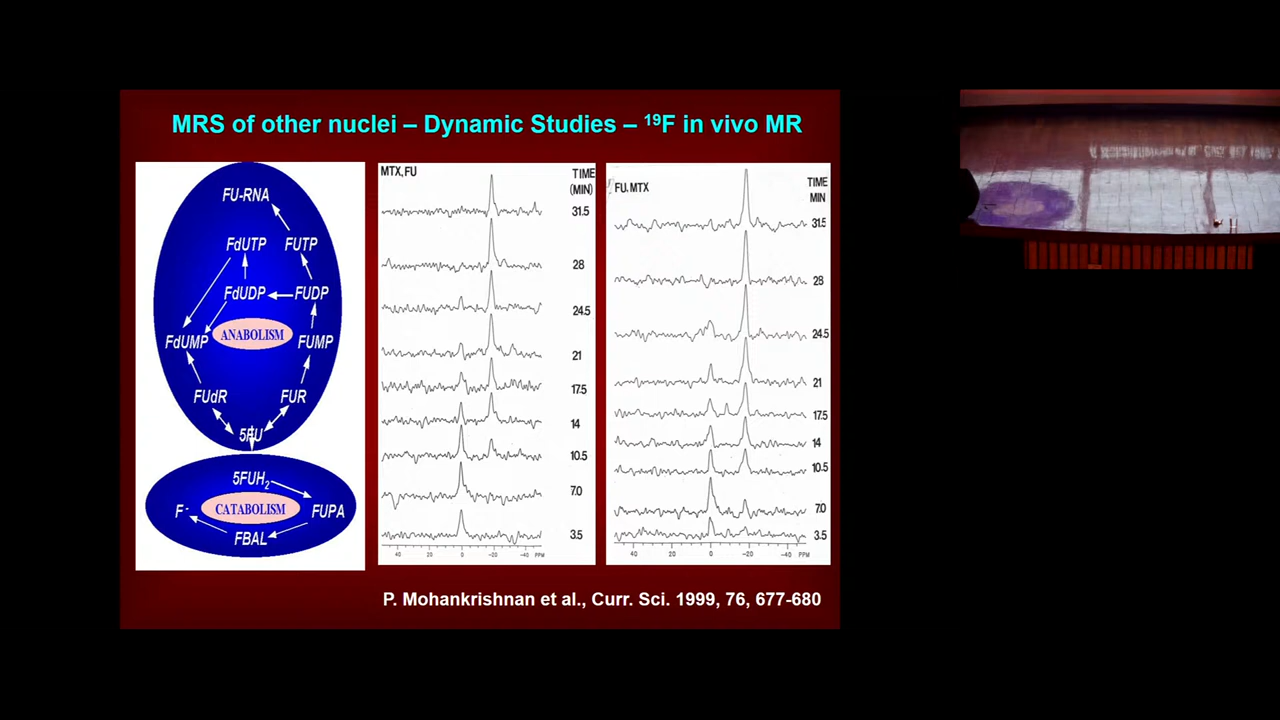 MRS of other nuclei – Dynamic Studies – ¹⁹F in vivo MR
FU-RNA
FdUTP FUTP
FdUDP FUDP
ANABOLISM
FdUMP FUMP
FUdR FUR
5FU
5FUH₂
CATABOLISM
F- FUPA
FBAL
MTX, FU TIME
(MIN)
31.5
28
24.5
21
17.5
14
10.5
7.0
3.5
40 20 0 -20 -40 PPM
FU, MTX TIME
MIN
31.5
28
24.5
21
17.5
14
10.5
7.0
3.5
40 20 0 -20 -40 PPM
P. Mohankrishnan et al., Curr. Sci. 1999, 76, 677-680